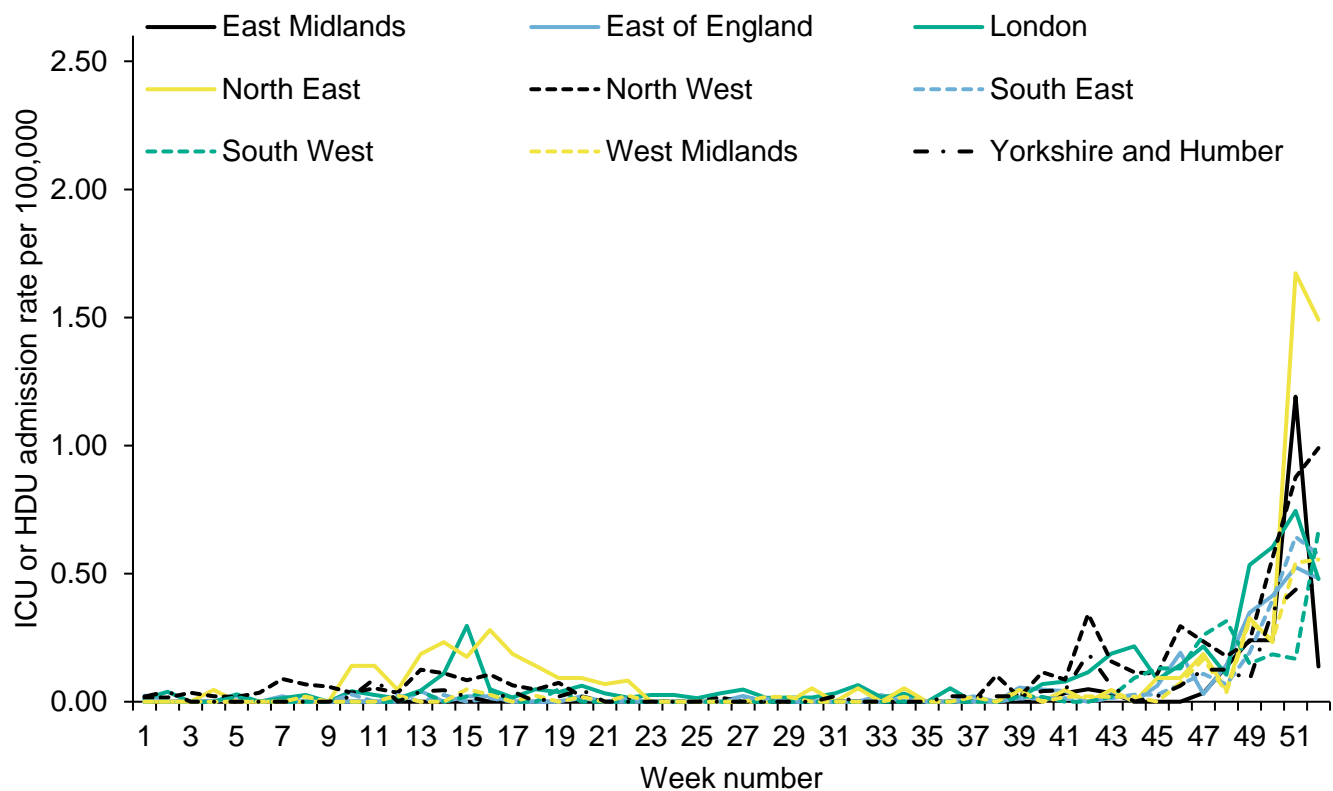 East Midlands East of England London
North East North West South East
South West West Midlands Yorkshire and Humber
ICU or HDU admission rate per 100,000
2.50
2.00
1.50
1.00
0.50
0.00
1 3 5 7 9 11 13 15 17 19 21 23 25 27 29 31 33 35 37 39 41 43 45 47 49 51
Week number